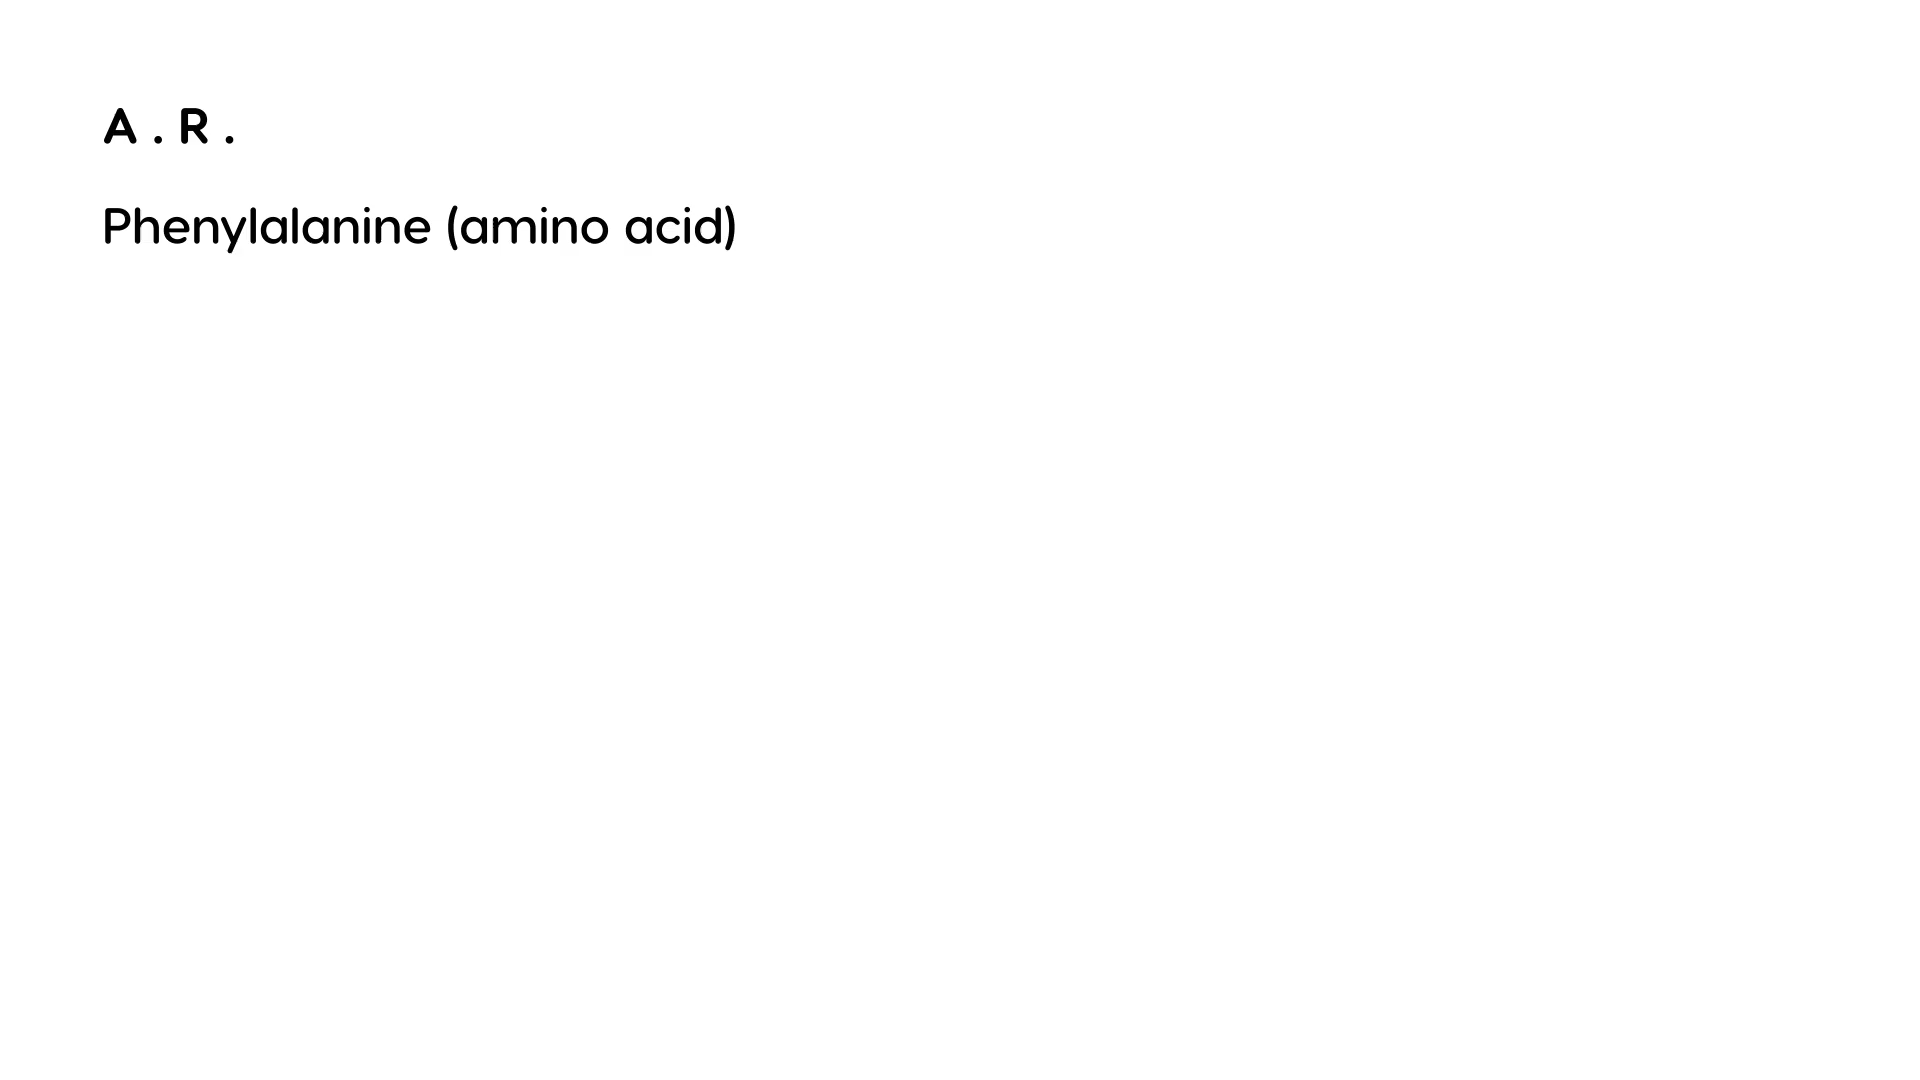 A . R .
Phenylalanine (amino acid)